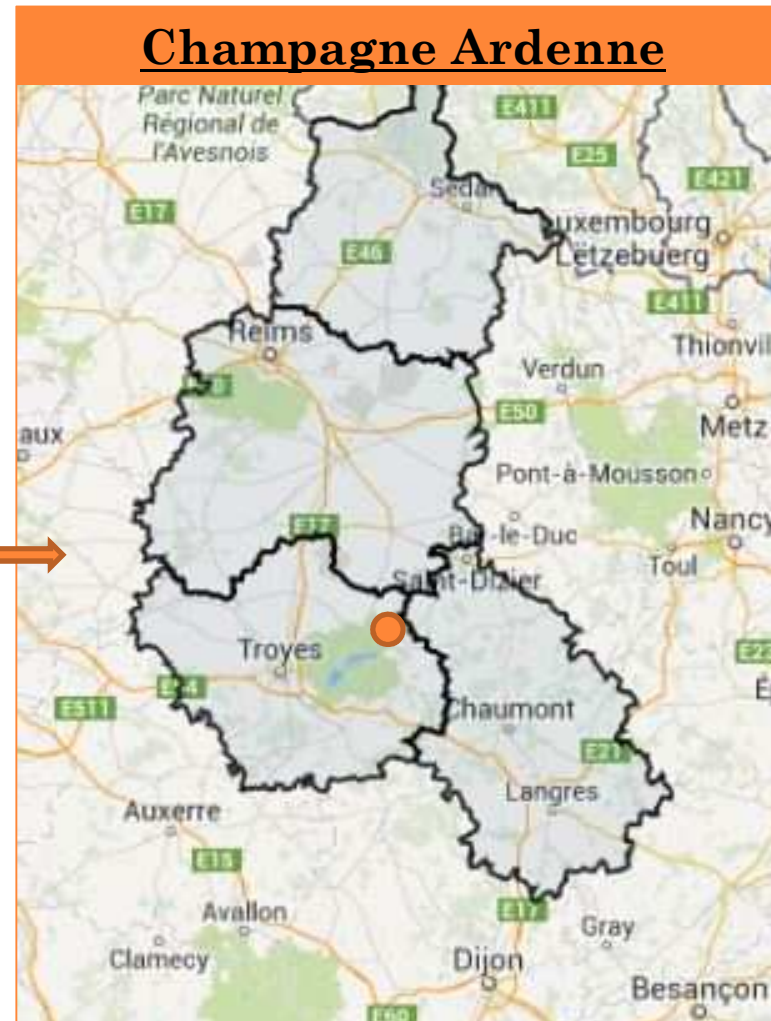 Champagne Ardenne
Parc Naturel
Régional de
l'Avesnois
E411
E25
E421
E17
Sedan
uxembourg
Lëtzebuerg
E46
E411
Reims
Thionvil
Verdun
E50
Metz
aux
Pont-à-Mousson
E17
Bar-le-Duc
Nancy
Saint-Dizier
Toul
Troyes
E23
E54
É
E511
Chaumont
E21
Langres
Auxerre
E15
Avallon
E17
Gray
Clamecy
Dijon
Besançon
E60